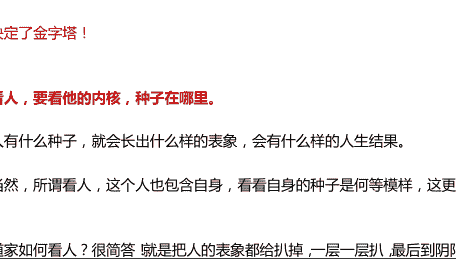 决定了金字塔！
看人，要看他的内核，种子在哪里。
人有什么种子，就会长出什么样的表象，会有什么样的人生结果。
当然，所谓看人，这个人也包含自身，看看自身的种子是何等模样，这更
道家如何看人？很简答 就是把人的表象都给扒掉，一层一层扒，最后到阴阳